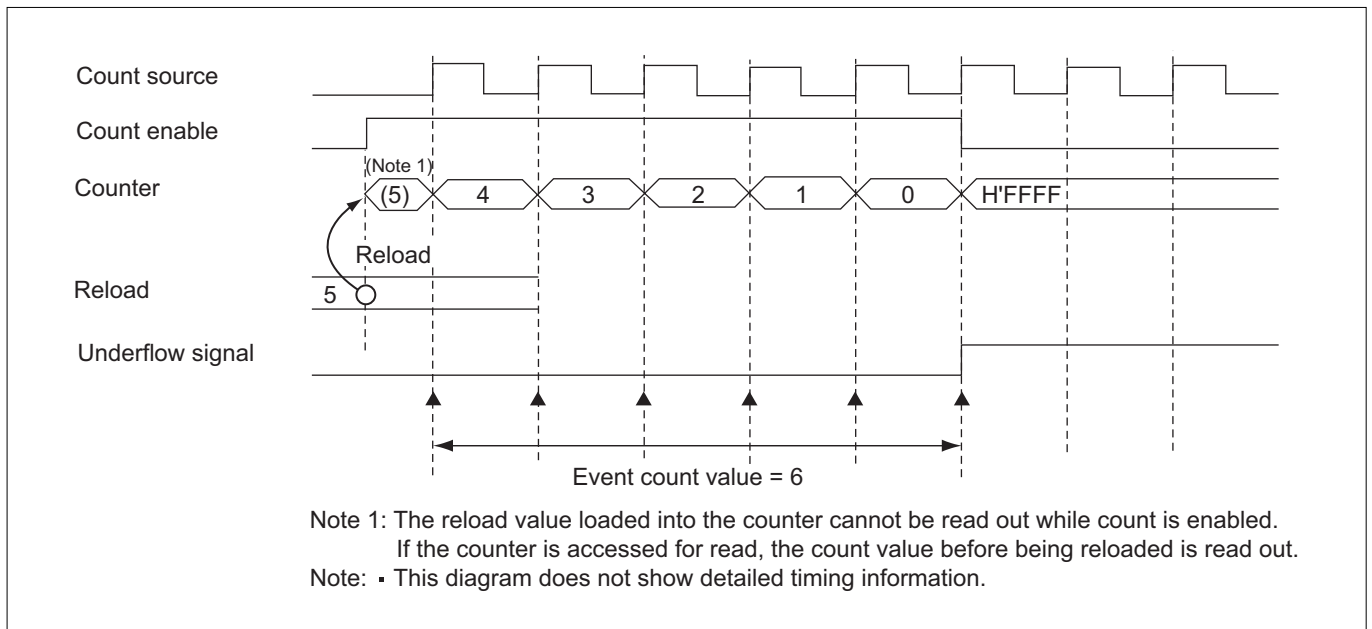 Count source
Count enable
(Note 1)
Counter
(5) 4 3 2 1 0 H'FFFF
Reload
Reload
5
Underflow signal
Event count value = 6
Note 1: The reload value loaded into the counter cannot be read out while count is enabled.
If the counter is accessed for read, the count value before being reloaded is read out.
Note: ▪ This diagram does not show detailed timing information.